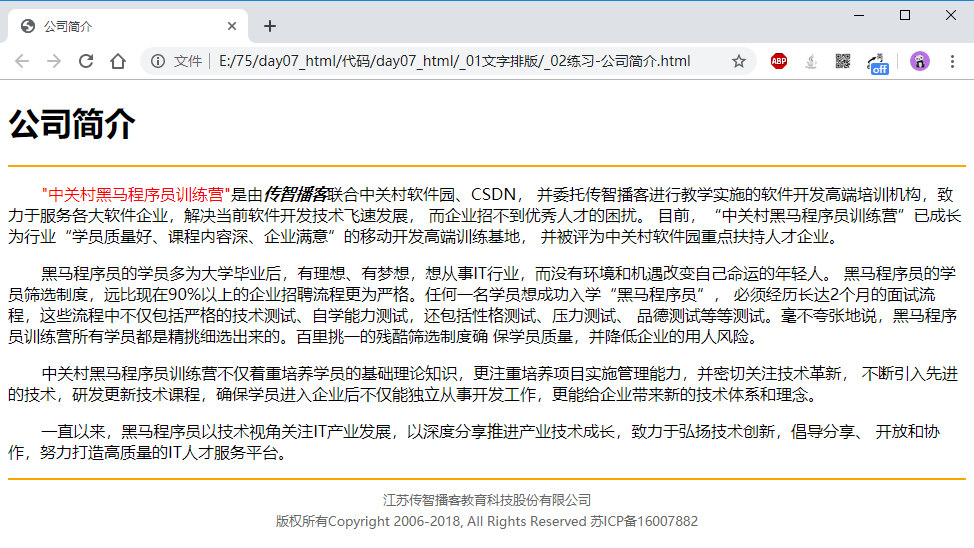 公司简介
文件 E:/75/day07_html/代码/day07_html/_01文字排版/_02练习-公司简介.html
ABP
off
公司简介
"中关村黑马程序员训练营"是由传智播客联合中关村软件园、CSDN， 并委托传智播客进行教学实施的软件开发高端培训机构，致
力于服务各大软件企业，解决当前软件开发技术飞速发展， 而企业招不到优秀人才的困扰。 目前，“中关村黑马程序员训练营”已成长
为行业“学员质量好、课程内容深、企业满意”的移动开发高端训练基地， 并被评为中关村软件园重点扶持人才企业。
黑马程序员的学员多为大学毕业后，有理想、有梦想，想从事IT行业，而没有环境和机遇改变自己命运的年轻人。 黑马程序员的学
员筛选制度，远比现在90%以上的企业招聘流程更为严格。任何一名学员想成功入学“黑马程序员”， 必须经历长达2个月的面试流
程，这些流程中不仅包括严格的技术测试、自学能力测试，还包括性格测试、压力测试、 品德测试等等测试。毫不夸张地说，黑马程序
员训练营所有学员都是精挑细选出来的。百里挑一的残酷筛选制度确 保学员质量，并降低企业的用人风险。
中关村黑马程序员训练营不仅着重培养学员的基础理论知识，更注重培养项目实施管理能力，并密切关注技术革新， 不断引入先进
的技术，研发更新技术课程，确保学员进入企业后不仅能独立从事开发工作，更能给企业带来新的技术体系和理念。
一直以来，黑马程序员以技术视角关注IT产业发展，以深度分享推进产业技术成长，致力于弘扬技术创新，倡导分享、 开放和协
作，努力打造高质量的IT人才服务平台。
江苏传智播客教育科技股份有限公司
版权所有Copyright 2006-2018, All Rights Reserved 苏ICP备16007882